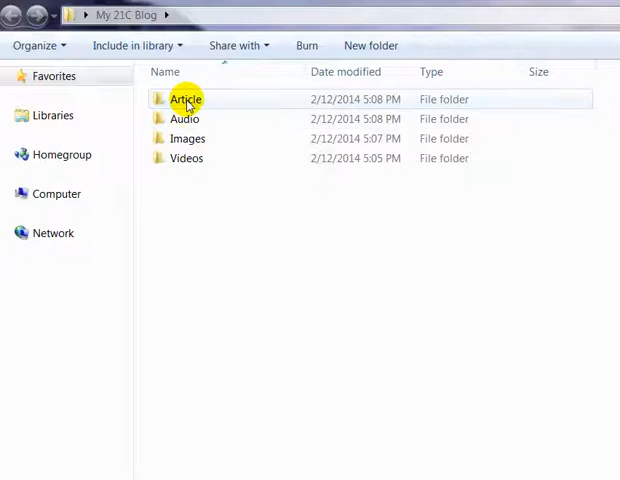 My 21C Blog
Organize Include in library Share with Burn New folder
Favorites
Libraries
Homegroup
Computer
Network
Name Date modified Type Size
Article 2/12/2014 5:08 PM File folder
Audio 2/12/2014 5:08 PM File folder
Images 2/12/2014 5:07 PM File folder
Videos 2/12/2014 5:05 PM File folder